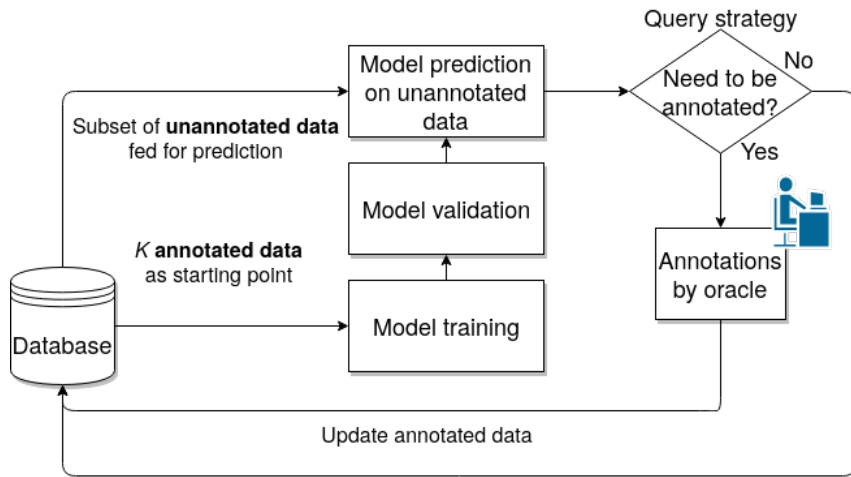 Query strategy
Model prediction
on unannotated
data
Need to be
annotated?
No
Yes
Subset of unannotated data
fed for prediction
Model validation
K annotated data
as starting point
Annotations
by oracle
Database
Model training
Update annotated data